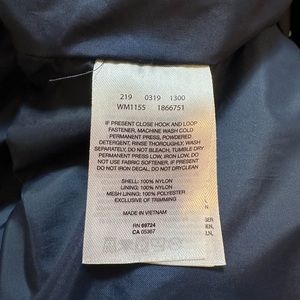 219 0319 1300
WM1155 1866751
IF PRESENT CLOSE HOOK AND LOOP
FASTENER, MACHINE WASH COLD
PERMANENT PRESS, POWDERED
DETERGENT, RINSE THOROUGHLY, WASH
SEPARATELY, DO NOT BLEACH, TUMBLE DRY
PERMANENT PRESS LOW, IRON LOW, DO
NOT USE FABRIC SOFTENER, IF PRESENT
DO NOT IRON DECAL, DO NOT DRYCLEAN
SHELL: 100% NYLON
LINING: 100% NYLON
MESH LINING: 100% POLYESTER
EXCLUSIVE OF TRIMMING
MADE IN VIETNAM
RN 69724
CA 05367